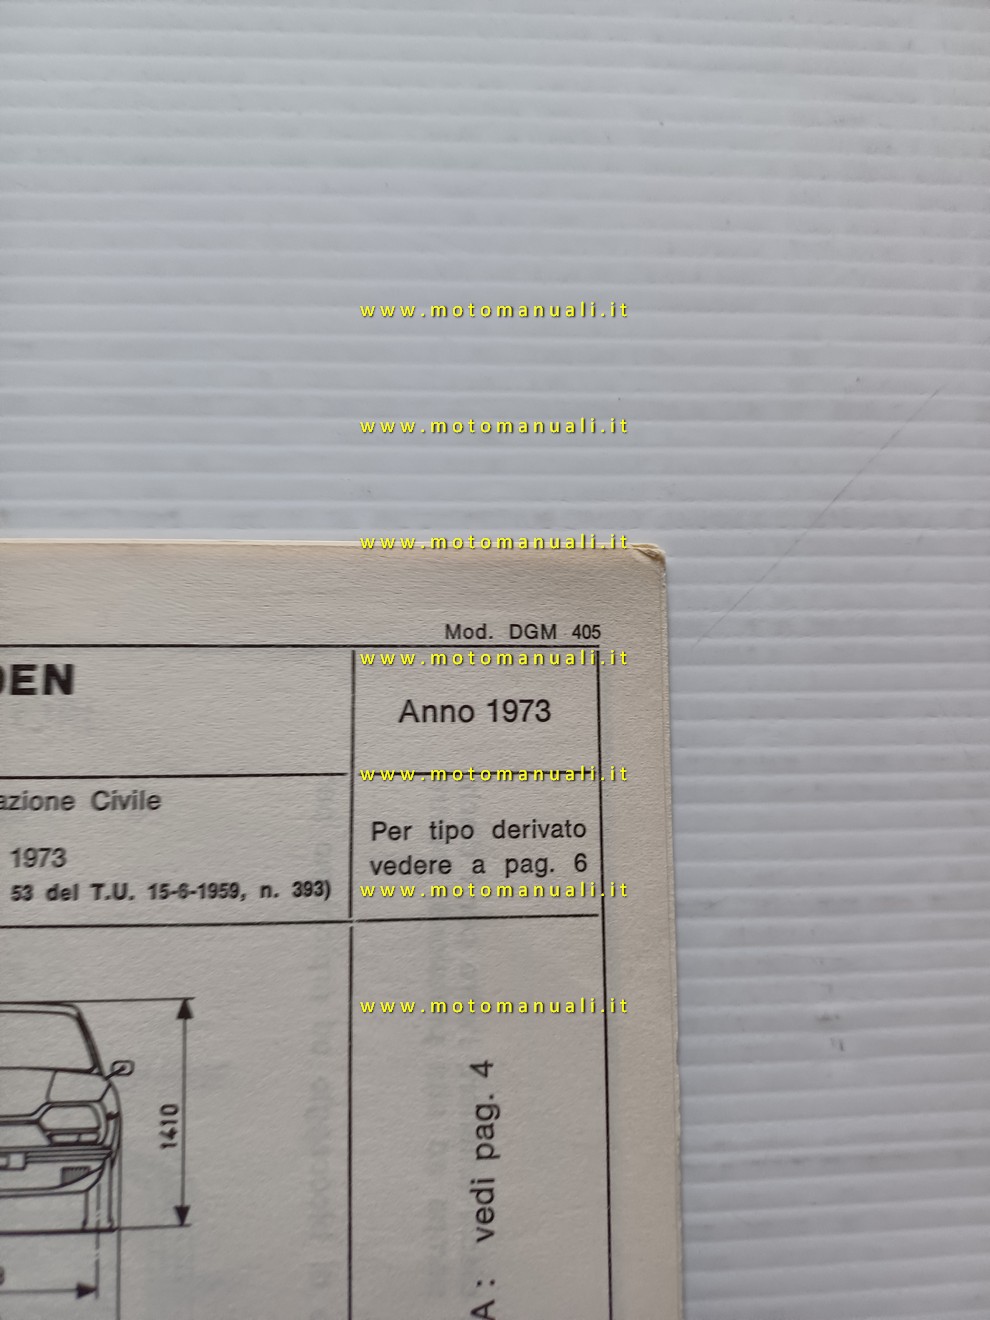 www.motomanuali.it
www.motomanuali.it
www.motomanuali.it
Mod. DGM 405
www.motomanuali.it
DEN
Anno 1973
www.motomanuali.it
azione Civile
Per tipo derivato
vedere a pag. 6
1973
53 del T.U. 15-6-1959, n. 393)
www.motomanuali.it
www.motomanuali.it
1410
A : vedi pag. 4